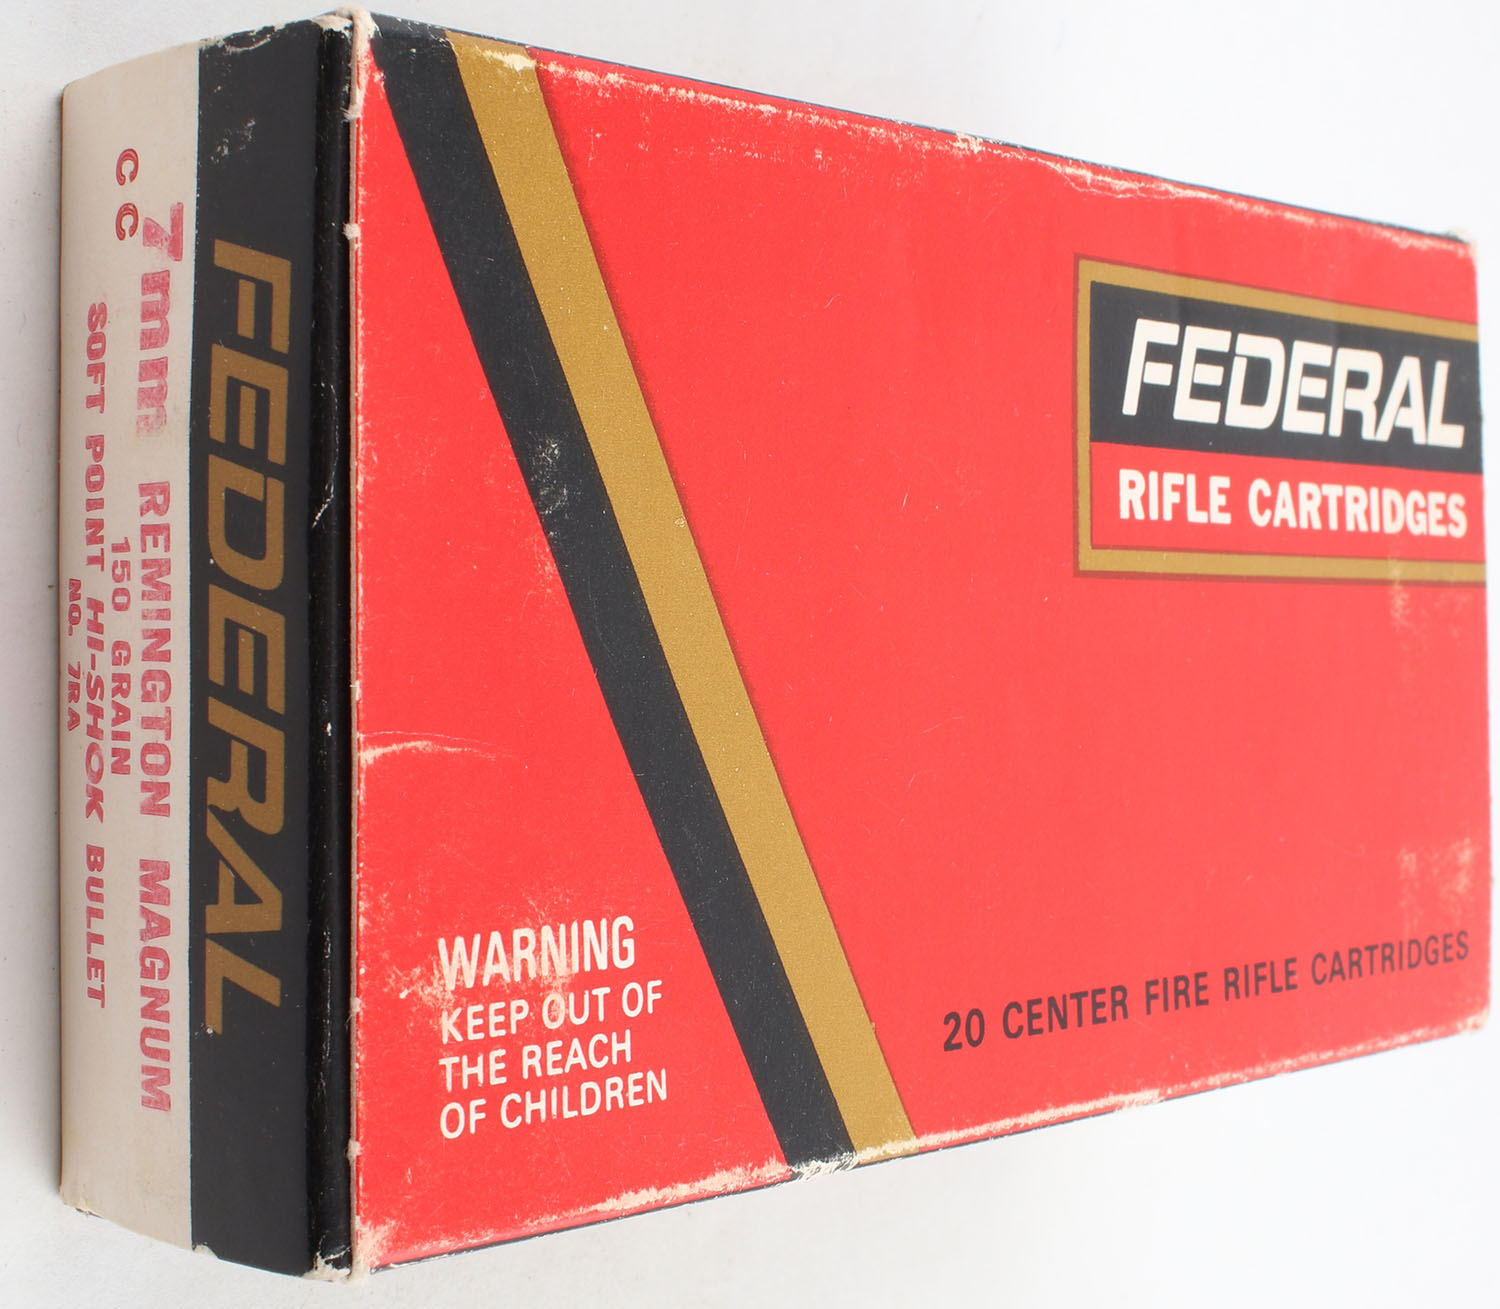 FEDERAL
RIFLE CARTRIDGES
20 CENTER FIRE RIFLE CARTRIDGES
WARNING
KEEP OUT OF
THE REACH
OF CHILDREN
FEDERAL
7mm REMINGTON MAGNUM
C C
150 GRAIN
SOFT POINT HI-SHOK BULLET
NO. 7RA